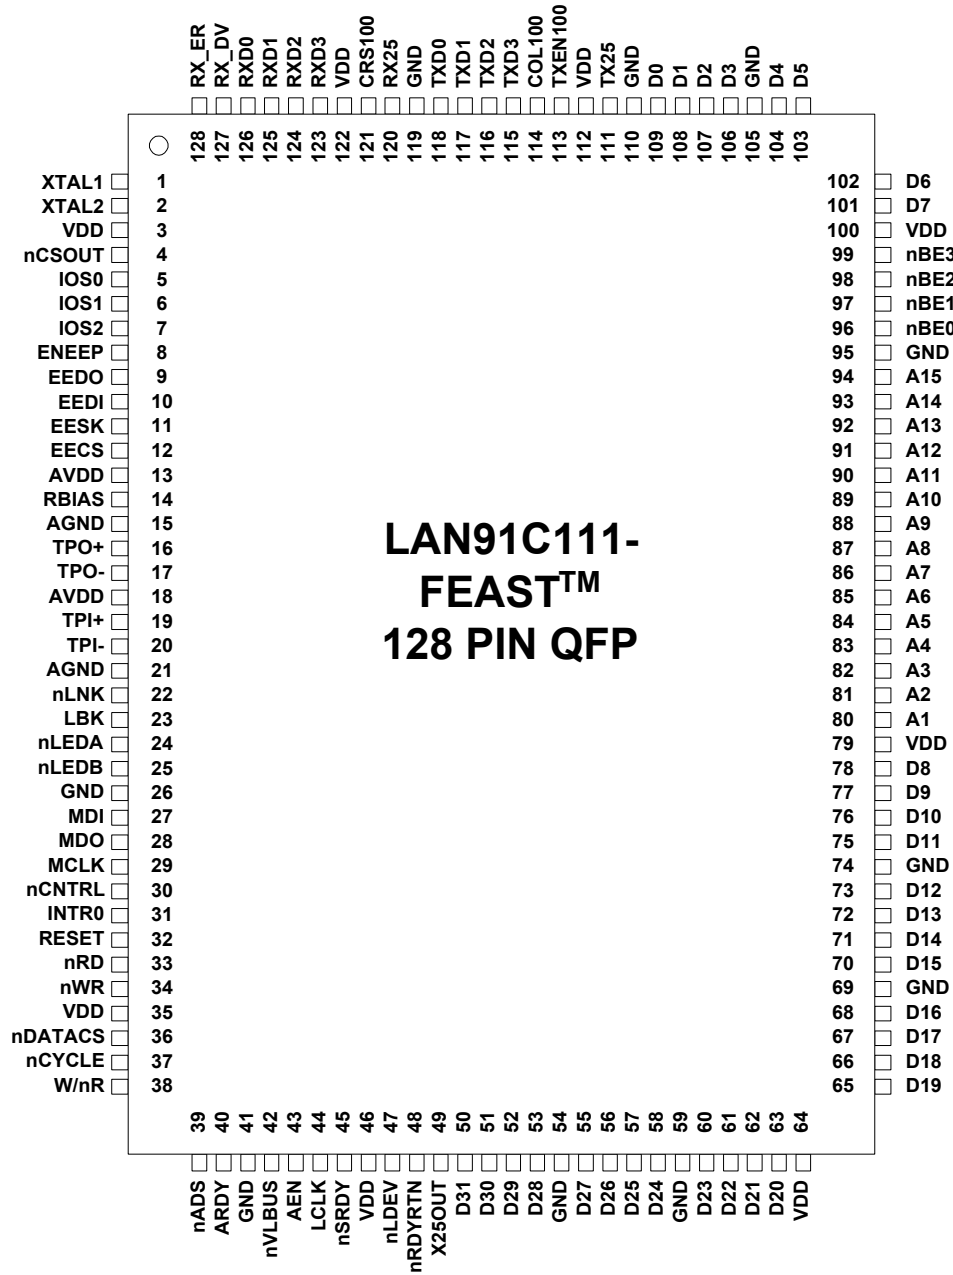 RX_ER RX_DV RXD0 RXD1 RXD2 RXD3 VDD CRS100 RX25 GND TXD0 TXD1 TXD2 TXD3 COL100 TXEN100 VDD TX25 GND D0 D1 D2 D3 GND D4 D5
128 127 126 125 124 123 122 121 120 119 118 117 116 115 114 113 112 111 110 109 108 107 106 105 104 103
XTAL1 1 102 D6
XTAL2 2 101 D7
VDD 3 100 VDD
nCSOUT 4 99 nBE3
IOS0 5 98 nBE2
IOS1 6 97 nBE1
IOS2 7 96 nBE0
ENEEP 8 95 GND
EEDO 9 94 A15
EEDI 10 93 A14
EESK 11 92 A13
EECS 12 91 A12
AVDD 13 90 A11
RBIAS 14 89 A10
AGND 15 88 A9
TPO+ 16 87 A8
TPO- 17 86 A7
AVDD 18 85 A6
TPI+ 19 84 A5
TPI- 20 83 A4
AGND 21 82 A3
nLNK 22 81 A2
LBK 23 80 A1
nLEDA 24 79 VDD
nLEDB 25 78 D8
GND 26 77 D9
MDI 27 76 D10
MDO 28 75 D11
MCLK 29 74 GND
nCNTRL 30 73 D12
INTR0 31 72 D13
RESET 32 71 D14
nRD 33 70 D15
nWR 34 69 GND
VDD 35 68 D16
nDATACS 36 67 D17
nCYCLE 37 66 D18
W/nR 38 65 D19
LAN91C111-
FEAST™
128 PIN QFP
39 40 41 42 43 44 45 46 47 48 49 50 51 52 53 54 55 56 57 58 59 60 61 62 63 64
nADS ARDY GND nVLBUS AEN LCLK nSRDY VDD nLDEV nRDYRTN X25OUT D31 D30 D29 D28 GND D27 D26 D25 D24 GND D23 D22 D21 D20 VDD